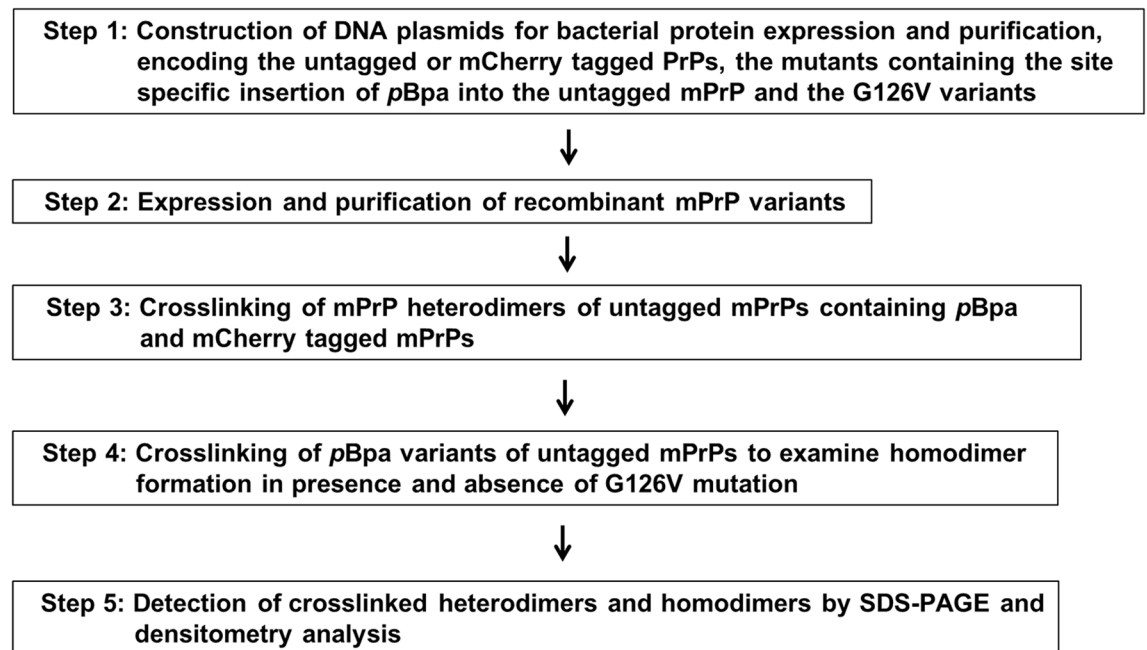 Step 1: Construction of DNA plasmids for bacterial protein expression and purification,
encoding the untagged or mCherry tagged PrPs, the mutants containing the site
specific insertion of pBpa into the untagged mPrP and the G126V variants
Step 2: Expression and purification of recombinant mPrP variants
Step 3: Crosslinking of mPrP heterodimers of untagged mPrPs containing pBpa
and mCherry tagged mPrPs
Step 4: Crosslinking of pBpa variants of untagged mPrPs to examine homodimer
formation in presence and absence of G126V mutation
Step 5: Detection of crosslinked heterodimers and homodimers by SDS-PAGE and
densitometry analysis